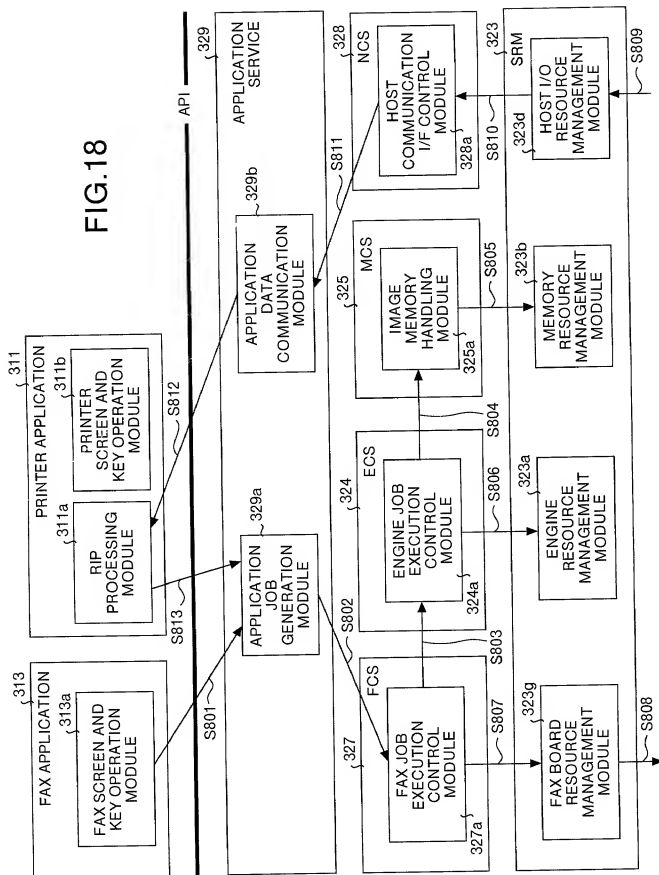 FIG.18
313
FAX APPLICATION
313a
FAX SCREEN AND
KEY OPERATION
MODULE
311
PRINTER APPLICATION
311a
RIP
PROCESSING
MODULE
311b
PRINTER
SCREEN AND
KEY OPERATION
MODULE
API
S801
S813
S812
329
APPLICATION
SERVICE
329a
APPLICATION
JOB
GENERATION
MODULE
329b
APPLICATION
DATA
COMMUNICATION
MODULE
S802
S811
327
FCS
FAX JOB
EXECUTION
CONTROL
MODULE
327a
S803
324
ECS
ENGINE JOB
EXECUTION
CONTROL
MODULE
324a
S804
325
MCS
IMAGE
MEMORY
HANDLING
MODULE
325a
328
NCS
HOST
COMMUNICATION
I/F CONTROL
MODULE
328a
S807
S806
S805
S810
323
SRM
323g
FAX BOARD
RESOURCE
MANAGEMENT
MODULE
323a
ENGINE
RESOURCE
MANAGEMENT
MODULE
323b
MEMORY
RESOURCE
MANAGEMENT
MODULE
323d
HOST I/O
RESOURCE
MANAGEMENT
MODULE
S808
S809